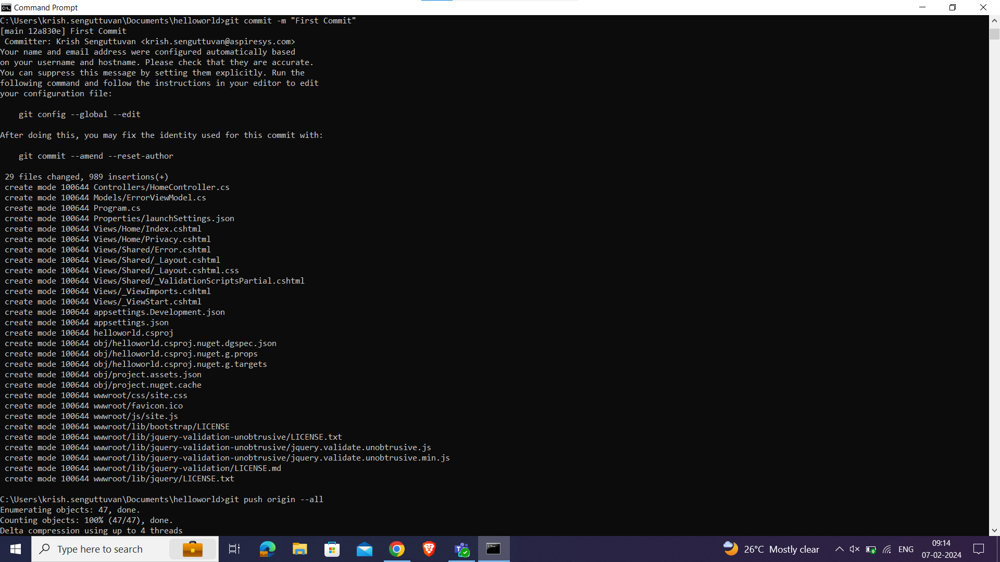 Command Prompt
C:\Users\krish.senguttuvan\Documents\helloworld>git commit -m "First Commit"
[main 12a830e] First Commit
 Committer: Krish Senguttuvan <krish.senguttuvan@aspiresys.com>
Your name and email address were configured automatically based
on your username and hostname. Please check that they are accurate.
You can suppress this message by setting them explicitly. Run the
following command and follow the instructions in your editor to edit
your configuration file:

    git config --global --edit

After doing this, you may fix the identity used for this commit with:

    git commit --amend --reset-author

 29 files changed, 989 insertions(+)
 create mode 100644 Controllers/HomeController.cs
 create mode 100644 Models/ErrorViewModel.cs
 create mode 100644 Program.cs
 create mode 100644 Properties/launchSettings.json
 create mode 100644 Views/Home/Index.cshtml
 create mode 100644 Views/Home/Privacy.cshtml
 create mode 100644 Views/Shared/Error.cshtml
 create mode 100644 Views/Shared/_Layout.cshtml
 create mode 100644 Views/Shared/_Layout.cshtml.css
 create mode 100644 Views/Shared/_ValidationScriptsPartial.cshtml
 create mode 100644 Views/_ViewImports.cshtml
 create mode 100644 Views/_ViewStart.cshtml
 create mode 100644 appsettings.Development.json
 create mode 100644 appsettings.json
 create mode 100644 helloworld.csproj
 create mode 100644 obj/helloworld.csproj.nuget.dgspec.json
 create mode 100644 obj/helloworld.csproj.nuget.g.props
 create mode 100644 obj/helloworld.csproj.nuget.g.targets
 create mode 100644 obj/project.assets.json
 create mode 100644 obj/project.nuget.cache
 create mode 100644 wwwroot/css/site.css
 create mode 100644 wwwroot/favicon.ico
 create mode 100644 wwwroot/js/site.js
 create mode 100644 wwwroot/lib/bootstrap/LICENSE
 create mode 100644 wwwroot/lib/jquery-validation-unobtrusive/LICENSE.txt
 create mode 100644 wwwroot/lib/jquery-validation-unobtrusive/jquery.validate.unobtrusive.js
 create mode 100644 wwwroot/lib/jquery-validation-unobtrusive/jquery.validate.unobtrusive.min.js
 create mode 100644 wwwroot/lib/jquery-validation/LICENSE.md
 create mode 100644 wwwroot/lib/jquery/LICENSE.txt

C:\Users\krish.senguttuvan\Documents\helloworld>git push origin --all
Enumerating objects: 47, done.
Counting objects: 100% (47/47), done.
Delta compression using up to 4 threads
Type here to search
26°C Mostly clear
ENG
09:14
07-02-2024